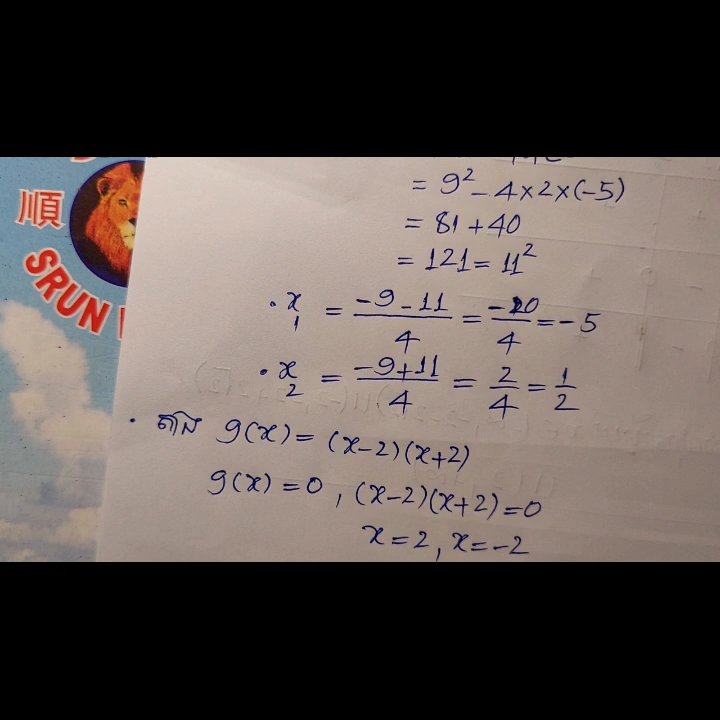 順
SRUN
= 9² - 4×2×(-5)
= 81 + 40
= 121 = 11²
• x₁ = (-9-11)/4 = -20/4 = -5
• x₂ = (-9+11)/4 = 2/4 = 1/2
• តាង g(x) = (x-2)(x+2)
g(x) = 0 , (x-2)(x+2) = 0
x = 2 , x = -2